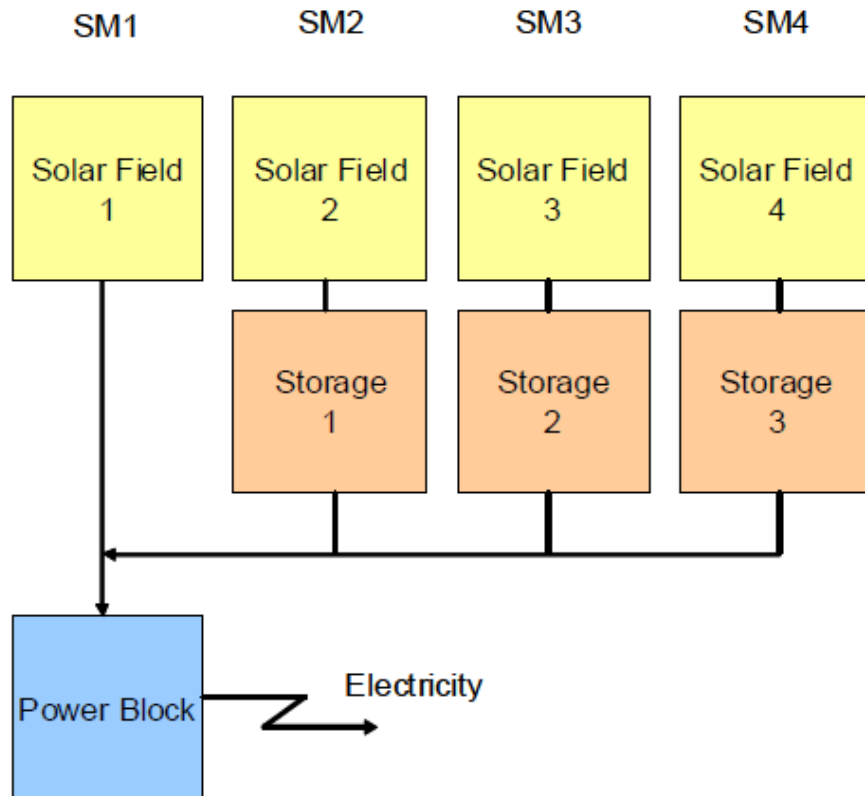 SM1 SM2 SM3 SM4
Solar Field
1
Solar Field
2
Solar Field
3
Solar Field
4
Storage
1
Storage
2
Storage
3
Power Block
Electricity